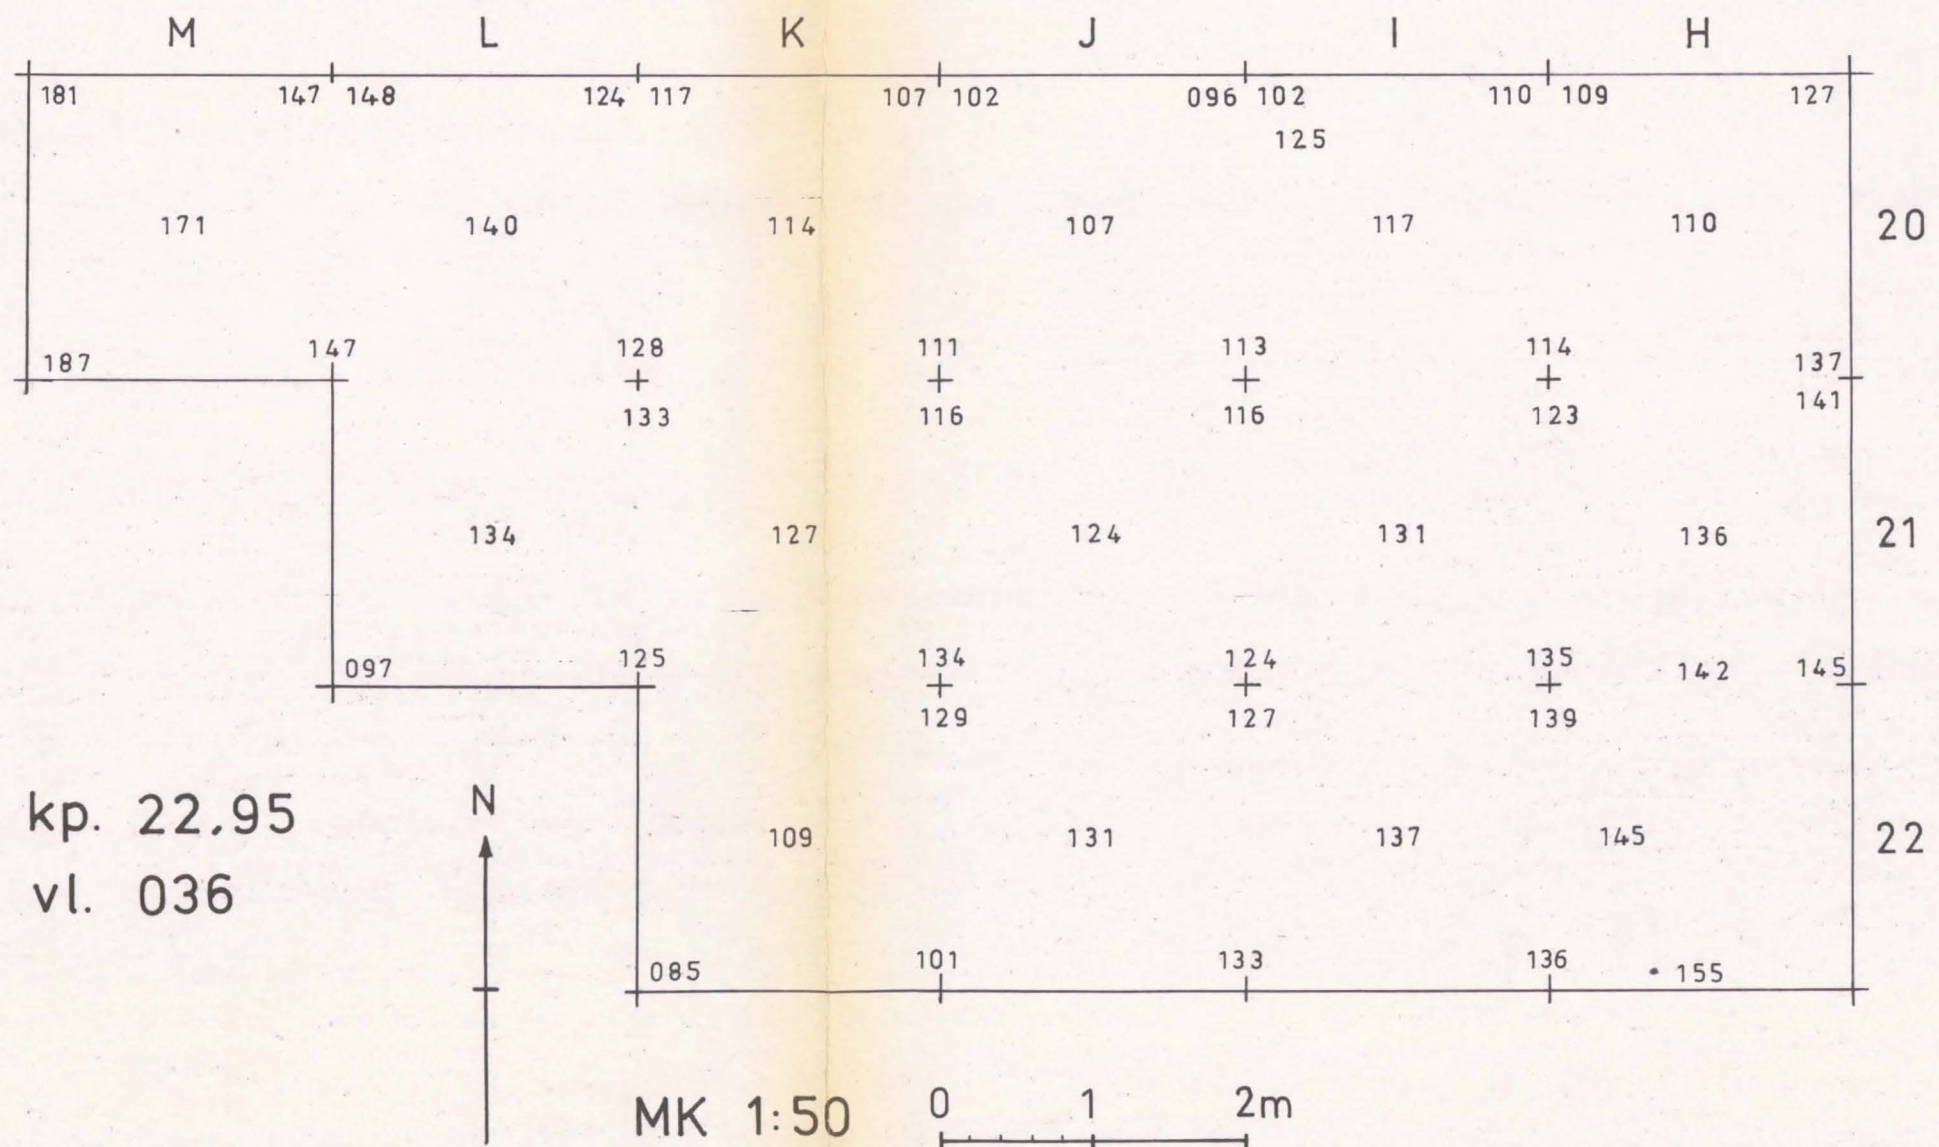 M L K J I H
181 147 148 124 117 107 102 096 102 110 109 127
125
171 140 114 107 117 110 20
187 147 128 111 113 114 137
133 116 116 123 141
134 127 124 131 136 21
097 125 134 124 135 142 145
129 127 139
kp. 22.95 N 109 131 137 145 22
vl. 036
085 101 133 136 155
MK 1:50 0 1 2m